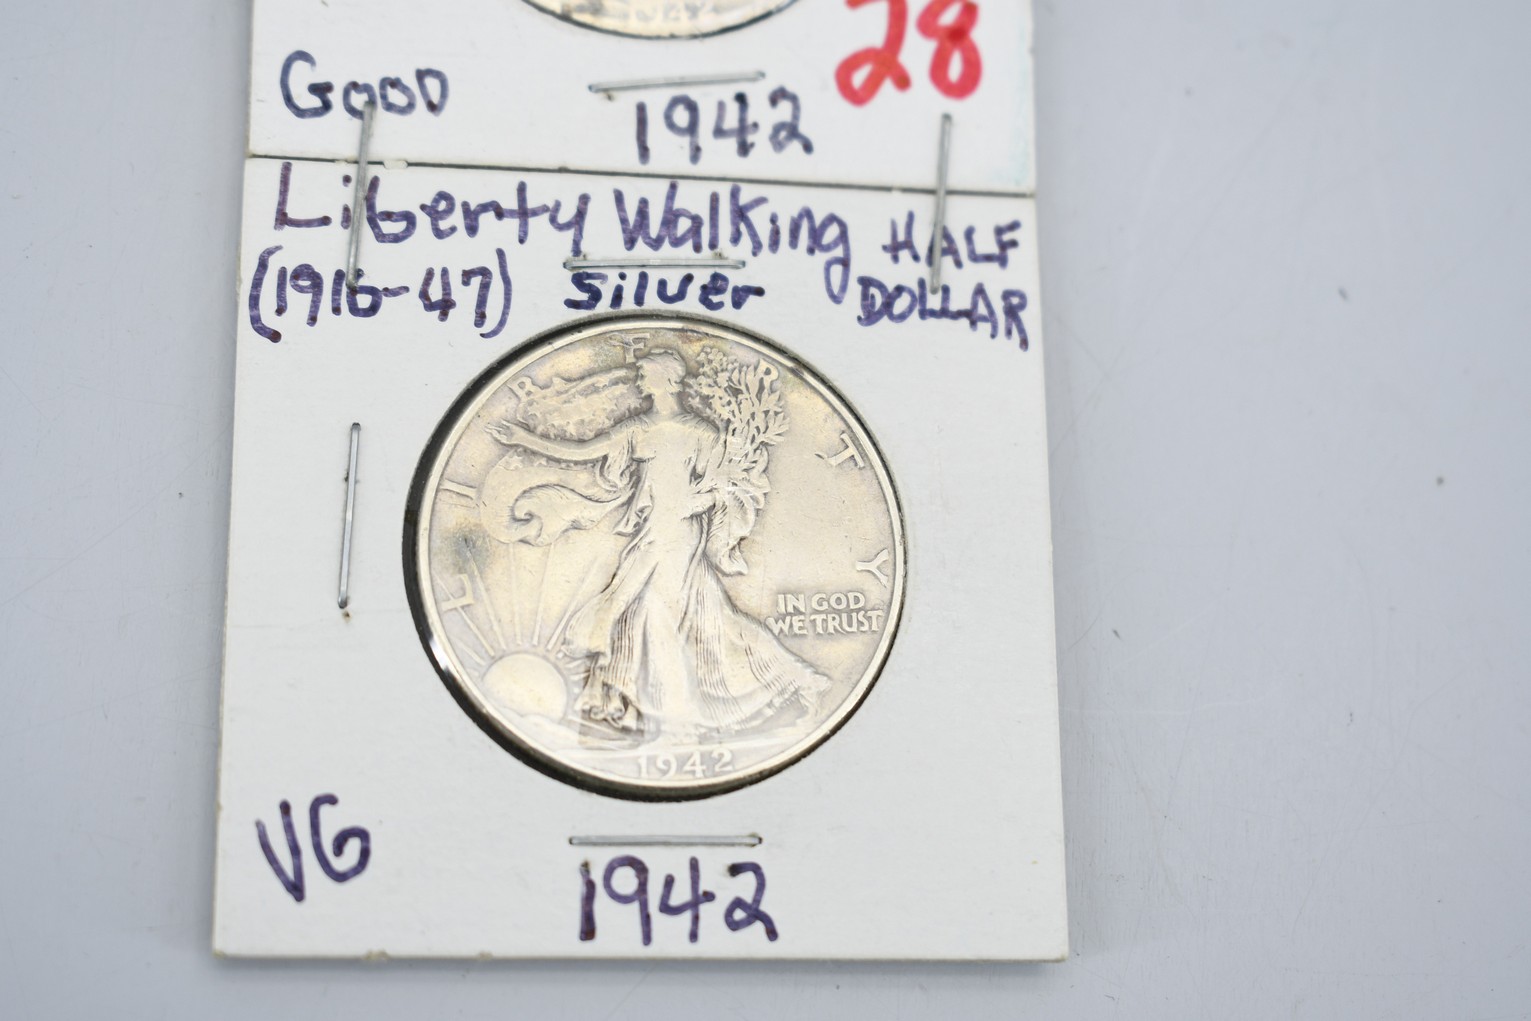 28
GOOD
1942
Liberty Walking HALF
(1916-47) Silver DOLLAR
LIBERTY
IN GOD
WE TRUST
1942
VG
1942